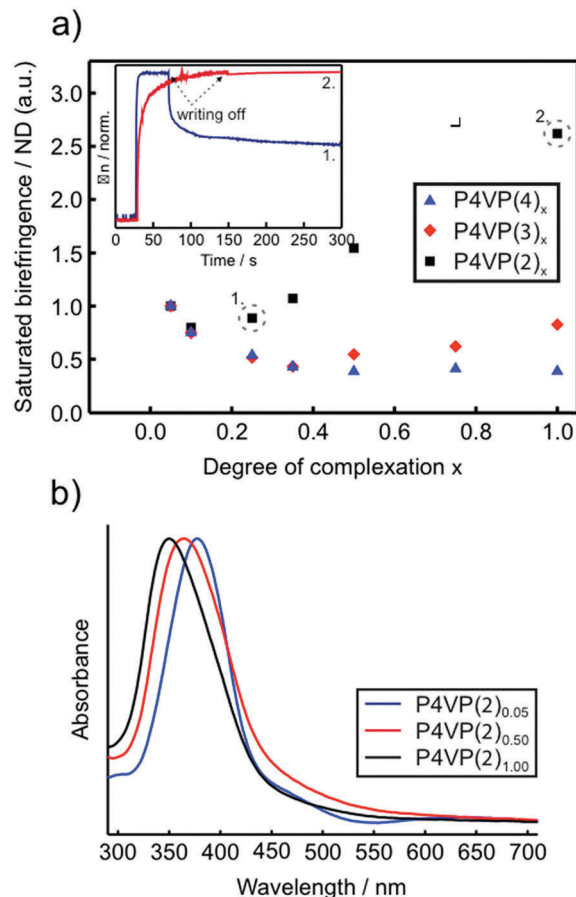 a)
Saturated birefringence / ND (a.u.)
3.0
2.5
2.0
1.5
1.0
0.5
0.0
n / norm.
writing off
2.
1.
0 50 100 150 200 250 300
Time / s
2.
1.
P4VP(4)x
P4VP(3)x
P4VP(2)x
0.0 0.2 0.4 0.6 0.8 1.0
Degree of complexation x
b)
Absorbance
P4VP(2)0.05
P4VP(2)0.50
P4VP(2)1.00
300 350 400 450 500 550 600 650 700
Wavelength / nm